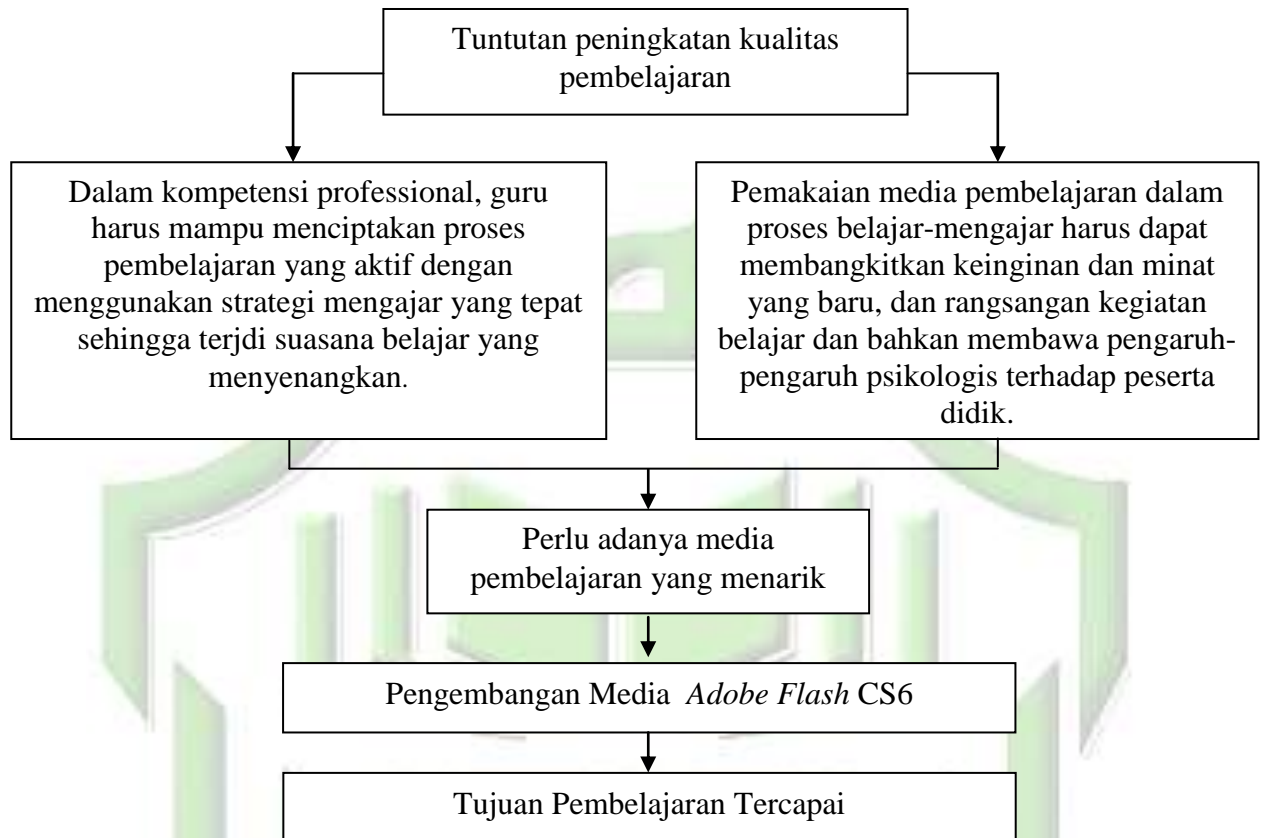 Tuntutan peningkatan kualitas
pembelajaran
Dalam kompetensi professional, guru
harus mampu menciptakan proses
pembelajaran yang aktif dengan
menggunakan strategi mengajar yang tepat
sehingga terjdi suasana belajar yang
menyenangkan.
Pemakaian media pembelajaran dalam
proses belajar-mengajar harus dapat
membangkitkan keinginan dan minat
yang baru, dan rangsangan kegiatan
belajar dan bahkan membawa pengaruh-
pengaruh psikologis terhadap peserta
didik.
Perlu adanya media
pembelajaran yang menarik
Pengembangan Media Adobe Flash CS6
Tujuan Pembelajaran Tercapai